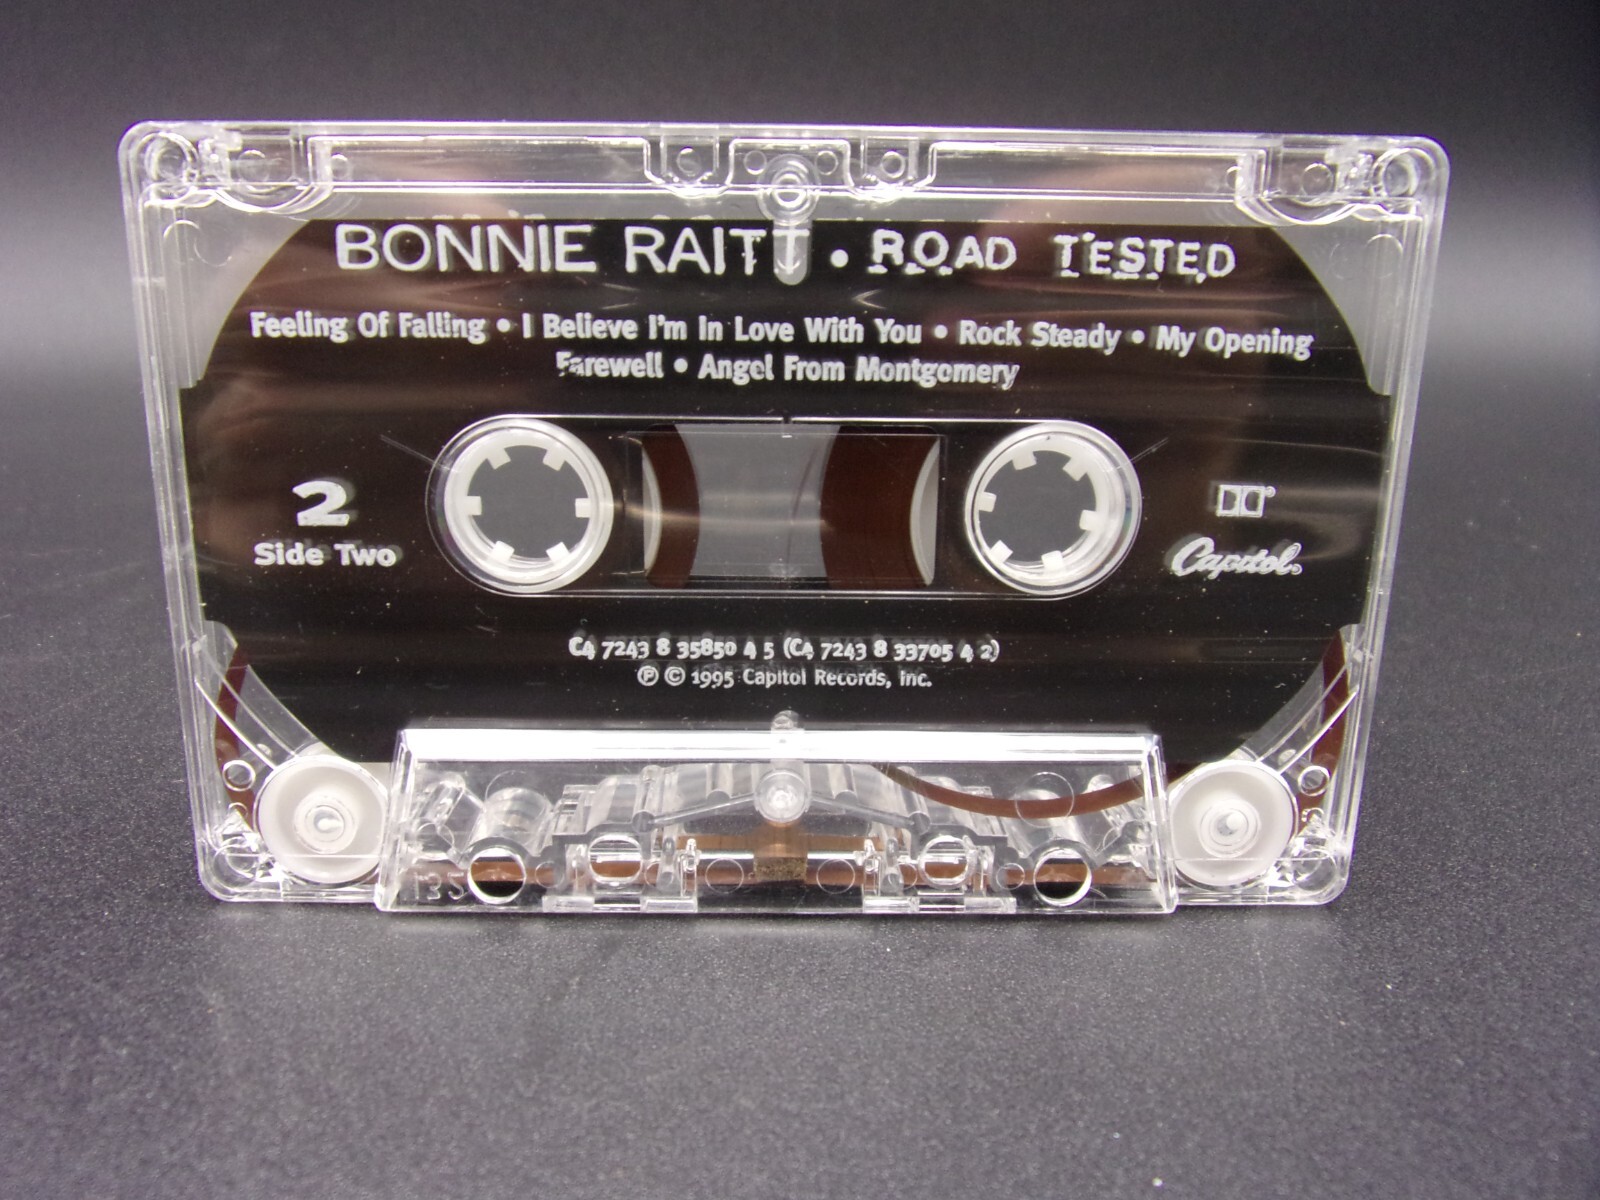 BONNIE RAITT • ROAD TESTED
Feeling Of Falling • I Believe I'm In Love With You • Rock Steady • My Opening
Farewell • Angel From Montgomery
2
Side Two
Capitol®
C4 7243 8 35850 4 5 (C4 7243 8 33705 4 2)
℗ © 1995 Capitol Records, Inc.